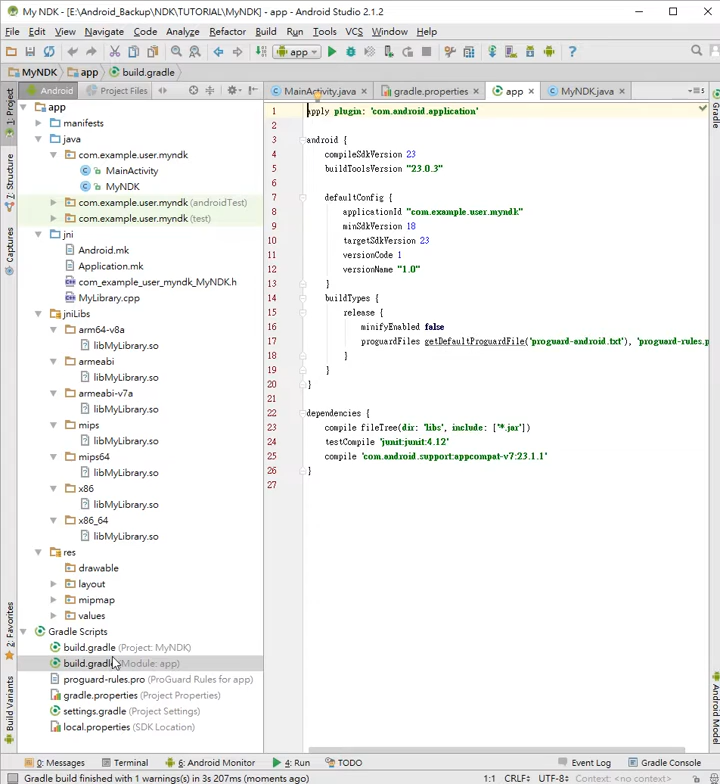 My NDK - [E:\Android_Backup\NDK\TUTORIAL\MyNDK] - app - Android Studio 2.1.2
File Edit View Navigate Code Analyze Refactor Build Run Tools VCS Window Help
app
MyNDK app build.gradle
Android Project Files
MainActivity.java gradle.properties app MyNDK.java
1: Project
7: Structure
Captures
2: Favorites
Build Variants
app
manifests
java
com.example.user.myndk
MainActivity
MyNDK
com.example.user.myndk (androidTest)
com.example.user.myndk (test)
jni
Android.mk
Application.mk
com_example_user_myndk_MyNDK.h
MyLibrary.cpp
jniLibs
arm64-v8a
libMyLibrary.so
armeabi
libMyLibrary.so
armeabi-v7a
libMyLibrary.so
mips
libMyLibrary.so
mips64
libMyLibrary.so
x86
libMyLibrary.so
x86_64
libMyLibrary.so
res
drawable
layout
mipmap
values
Gradle Scripts
build.gradle (Project: MyNDK)
build.gradle (Module: app)
proguard-rules.pro (ProGuard Rules for app)
gradle.properties (Project Properties)
settings.gradle (Project Settings)
local.properties (SDK Location)
1 apply plugin: 'com.android.application'
2
3 android {
4 compileSdkVersion 23
5 buildToolsVersion "23.0.3"
6
7 defaultConfig {
8 applicationId "com.example.user.myndk"
9 minSdkVersion 18
10 targetSdkVersion 23
11 versionCode 1
12 versionName "1.0"
13 }
14 buildTypes {
15 release {
16 minifyEnabled false
17 proguardFiles getDefaultProguardFile('proguard-android.txt'), 'proguard-rules.p
18 }
19 }
20 }
21
22 dependencies {
23 compile fileTree(dir: 'libs', include: ['*.jar'])
24 testCompile 'junit:junit:4.12'
25 compile 'com.android.support:appcompat-v7:23.1.1'
26 }
27
Gradle
Android Model
0: Messages Terminal 6: Android Monitor 4: Run TODO Event Log Gradle Console
Gradle build finished with 1 warnings(s) in 3s 207ms (moments ago) 1:1 CRLF÷ UTF-8÷ Context: <no context>